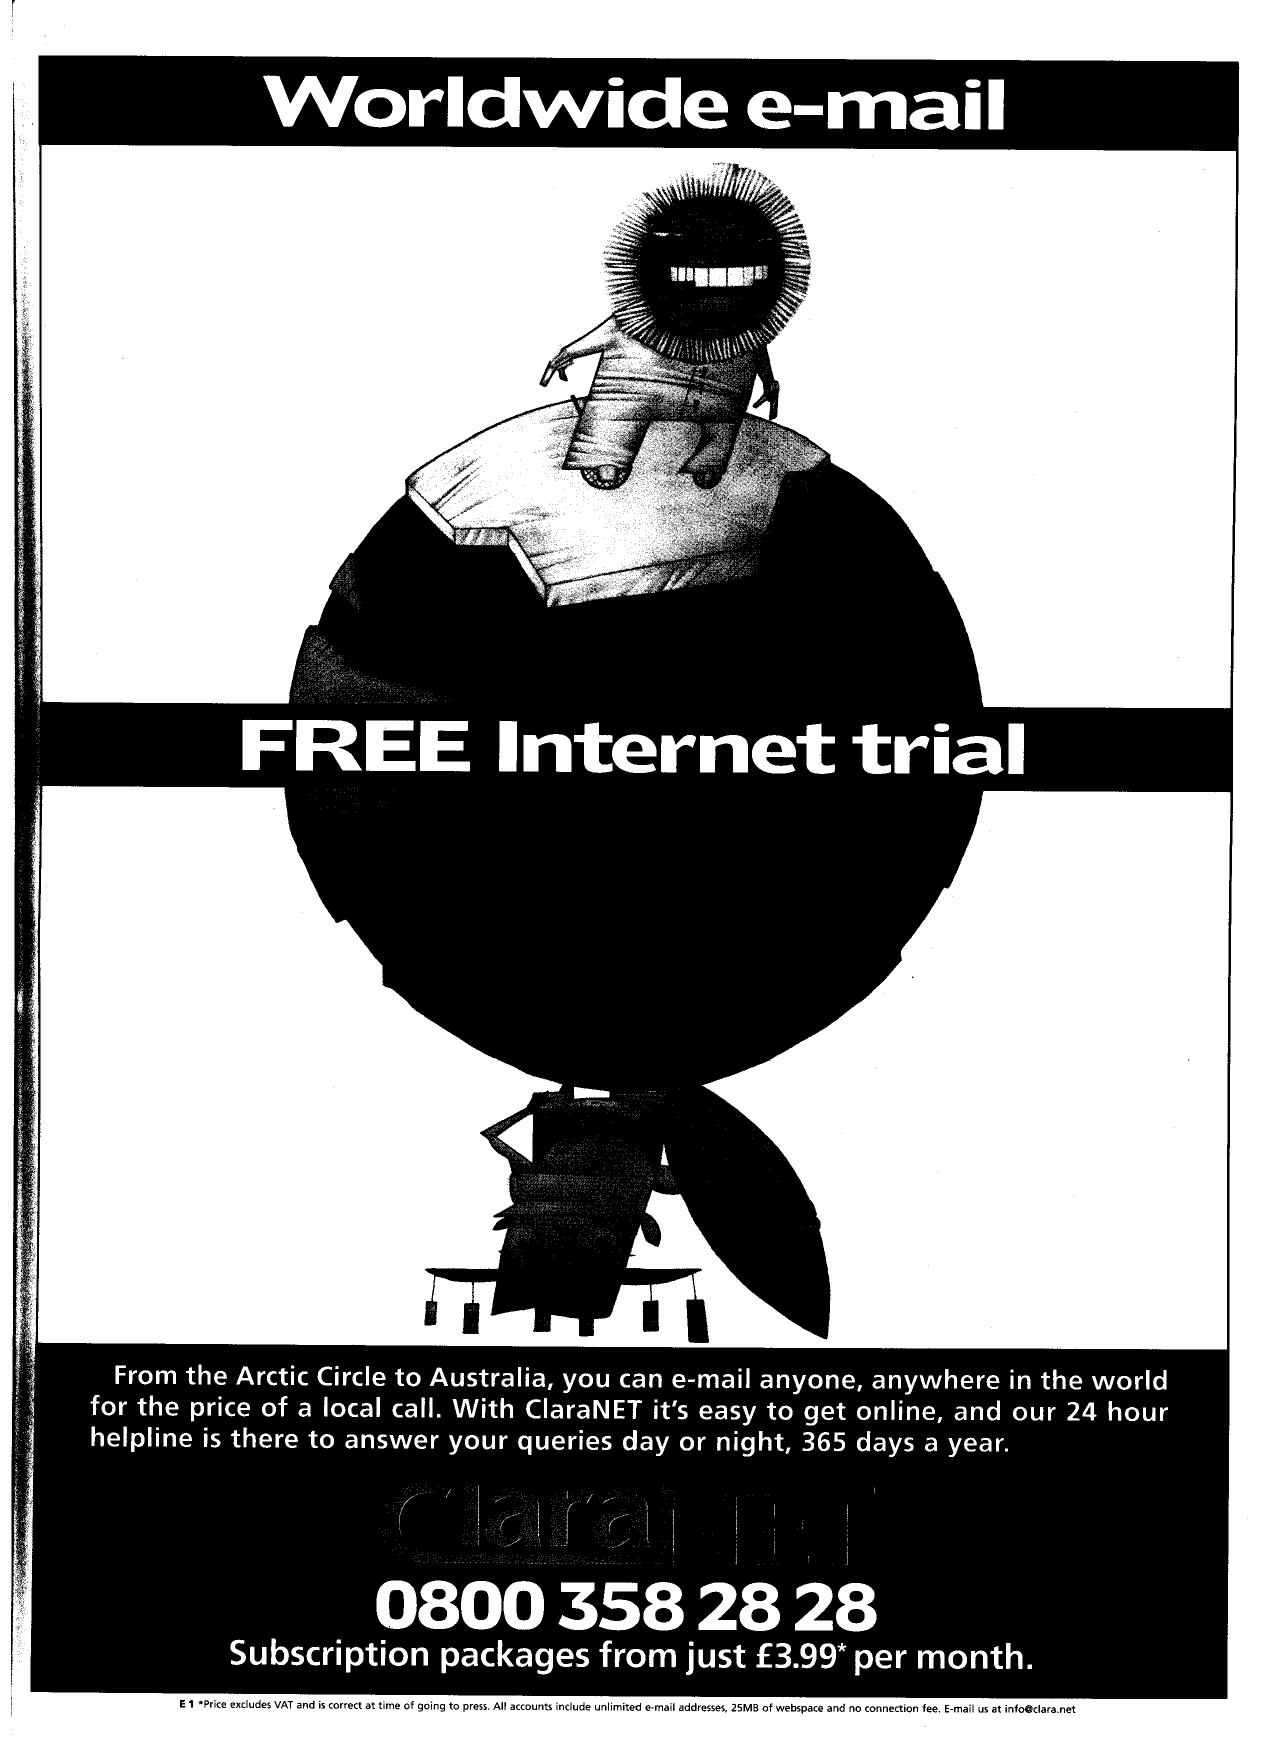 Worldwide e-mail
FREE Internet trial
From the Arctic Circle to Australia, you can e-mail anyone, anywhere in the world
for the price of a local call. With ClaraNET it's easy to get online, and our 24 hour
helpline is there to answer your queries day or night, 365 days a year.
ClaraNET
0800 358 28 28
Subscription packages from just £3.99* per month.
E 1 *Price excludes VAT and is correct at time of going to press. All accounts include unlimited e-mail addresses, 25MB of webspace and no connection fee. E-mail us at info@clara.net